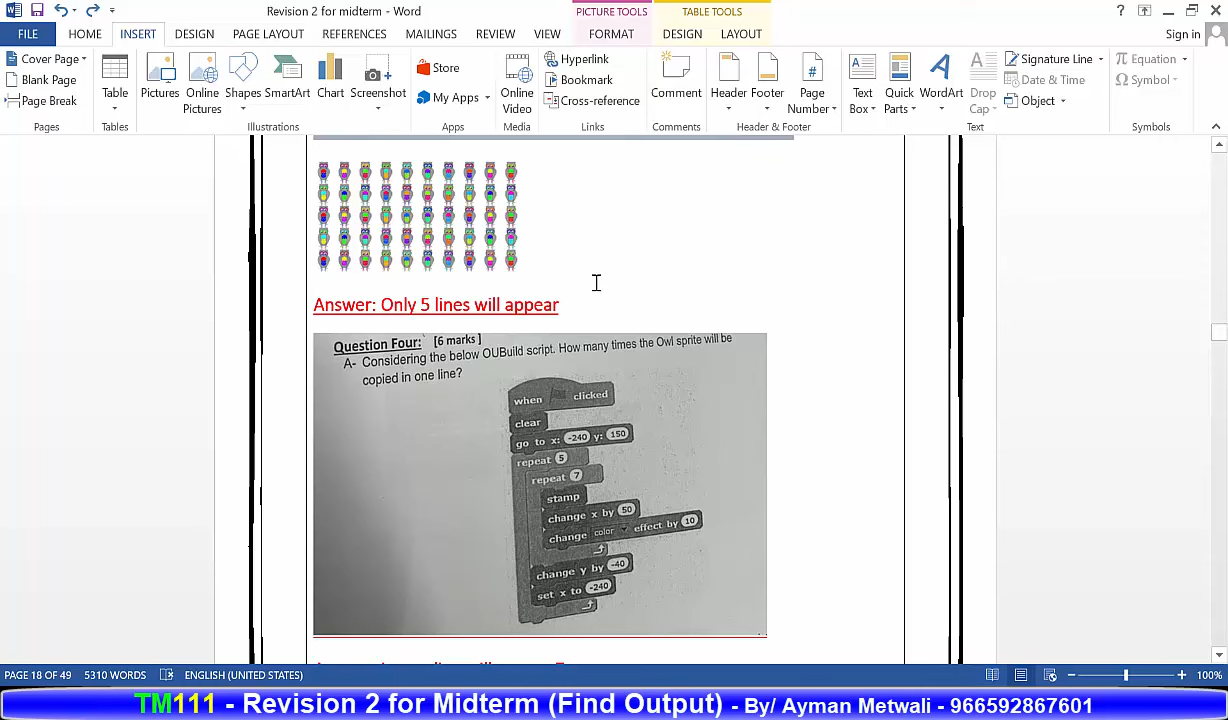 Revision 2 for midterm - Word
PICTURE TOOLS
TABLE TOOLS
Sign in
FILE
HOME
INSERT
DESIGN
PAGE LAYOUT
REFERENCES
MAILINGS
REVIEW
VIEW
FORMAT
DESIGN
LAYOUT
Cover Page
Blank Page
Page Break
Pages
Table
Tables
Pictures
Online Pictures
Shapes
SmartArt
Chart
Screenshot
Illustrations
Store
My Apps
Apps
Online Video
Media
Hyperlink
Bookmark
Cross-reference
Links
Comment
Comments
Header
Footer
Page Number
Header & Footer
Text Box
Quick Parts
WordArt
Drop Cap
Signature Line
Date & Time
Object
Text
Equation
Symbol
Symbols
Answer: Only 5 lines will appear
Question Four: [6 marks]
A- Considering the below OUBuild script. How many times the Owl sprite will be
copied in one line?
when clicked
clear
go to x: -240 y: 150
repeat 5
repeat 7
stamp
change x by 50
change color effect by 10
change y by -40
set x to -240
PAGE 18 OF 49
5310 WORDS
ENGLISH (UNITED STATES)
100%
TM111 - Revision 2 for Midterm (Find Output) - By/ Ayman Metwali - 966592867601